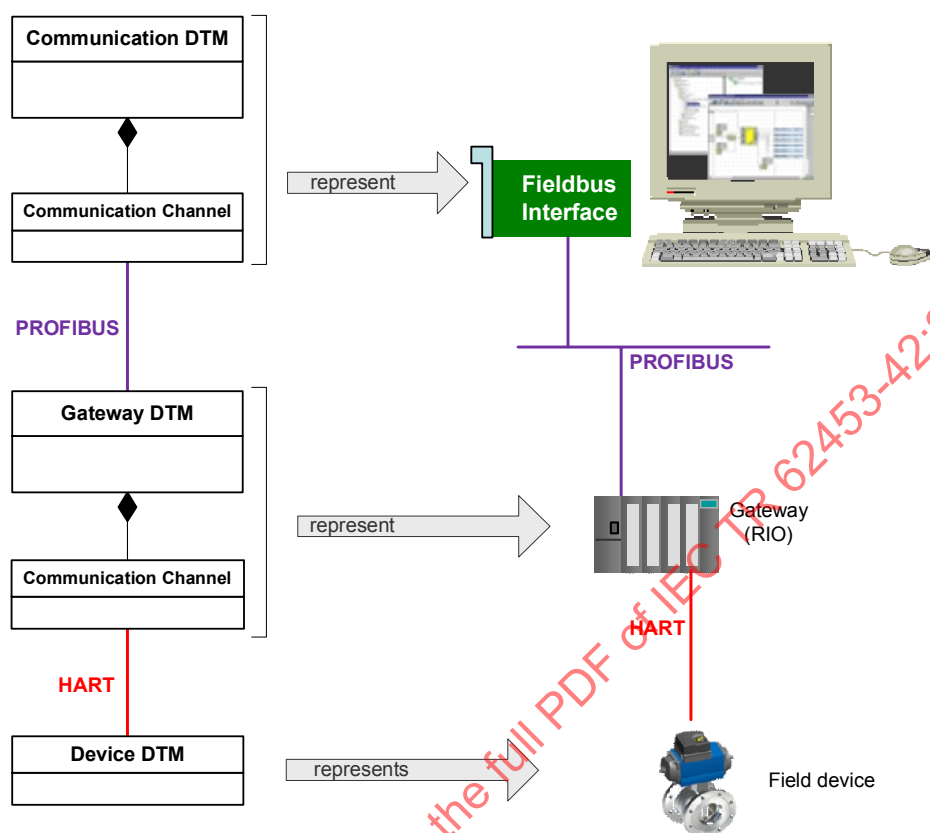 Communication DTM
Communication Channel
represent
Fieldbus
Interface
PROFIBUS
PROFIBUS
Gateway DTM
Communication Channel
represent
Gateway
(RIO)
HART
HART
Device DTM
represents
Field device
the full PDF of IEC TR 62453-42: